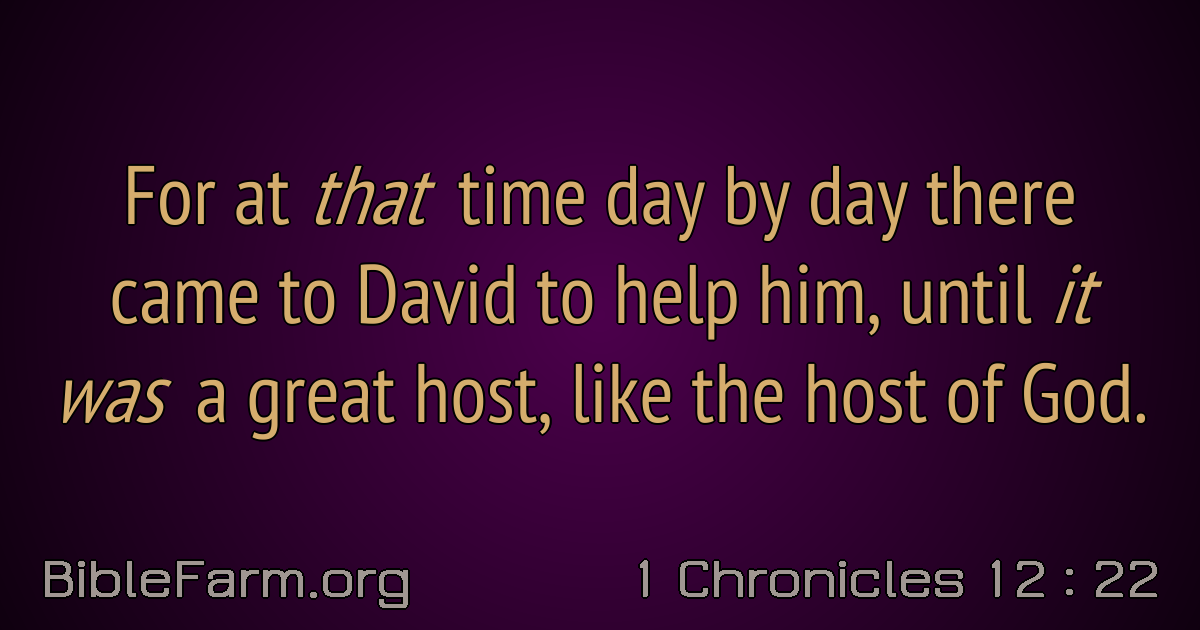 For at that time day by day there
came to David to help him, until it
was a great host, like the host of God.
BibleFarm.org
1 Chronicles 12 : 22